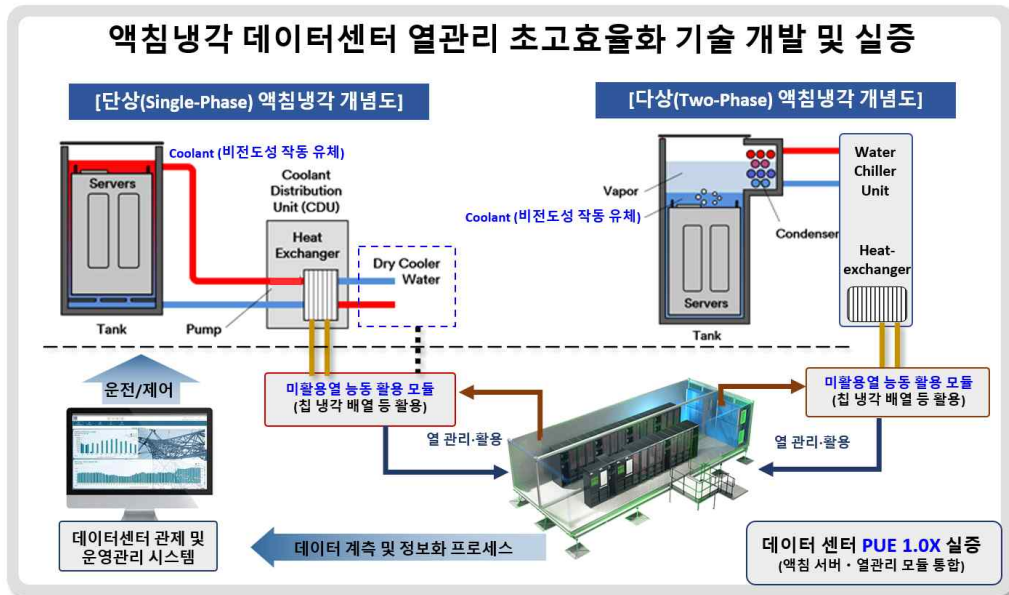 액침냉각 데이터센터 열관리 초고효율화 기술 개발 및 실증
[단상(Single-Phase) 액침냉각 개념도]
Coolant (비전도성 작동 유체)
Servers
Coolant
Distribution
Unit (CDU)
Heat
Exchanger
Dry Cooler
Water
Tank
Pump
[다상(Two-Phase) 액침냉각 개념도]
Vapor
Coolant (비전도성 작동 유체)
Condenser
Servers
Tank
Water
Chiller
Unit
Heat-
exchanger
운전/제어
미활용열 능동 활용 모듈
(칩 냉각 배열 등 활용)
열 관리·활용
미활용열 능동 활용 모듈
(칩 냉각 배열 등 활용)
열 관리·활용
데이터센터 관제 및
운영관리 시스템
데이터 계측 및 정보화 프로세스
데이터 센터 PUE 1.0X 실증
(액침 서버·열관리 모듈 통합)